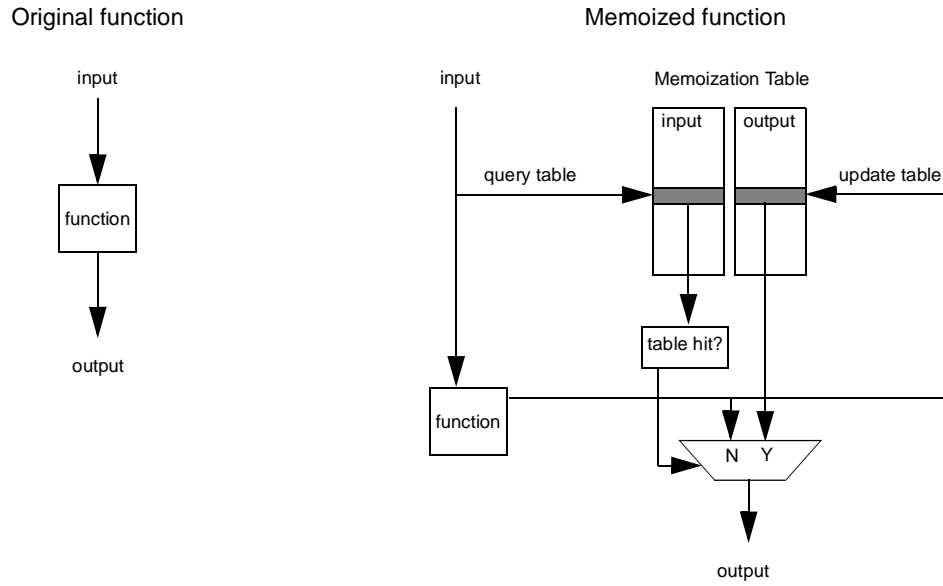 Original function
Memoized function
input
function
output
input
Memoization Table
input
output
query table
update table
table hit?
function
N
Y
output